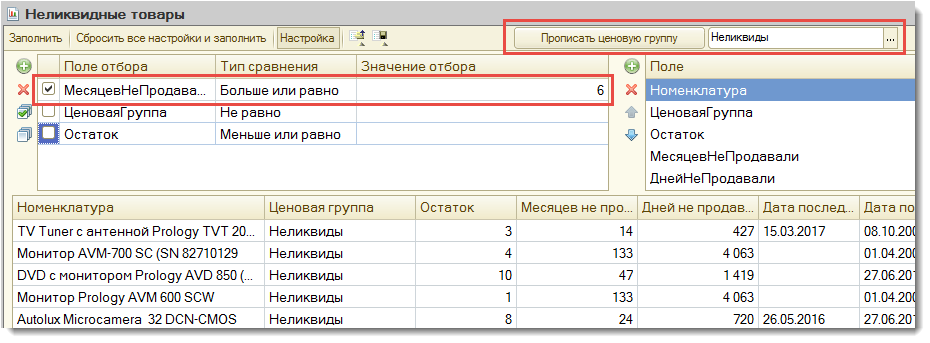 Неликвидные товары
Заполнить Сбросить все настройки и заполнить Настройка Прописать ценовую группу Неликвиды ...
Поле отбора Тип сравнения Значение отбора Поле
МесяцевНеПродава... Больше или равно 6 Номенклатура
ЦеноваяГруппа Не равно ЦеноваяГруппа
Остаток Меньше или равно Остаток
МесяцевНеПродавали
ДнейНеПродавали
Номенклатура Ценовая группа Остаток Месяцев не про... Дней не продав... Дата послед... Дата по
TV Tuner с антенной Prology TVT 20... Неликвиды 3 14 427 15.03.2017 08.10.200
Монитор AVM-700 SC (SN 82710129 Неликвиды 4 133 4 063 01.04.200
DVD с монитором Prology AVD 850 (... Неликвиды 10 47 1 419 27.06.201
Монитор Prology AVM 600 SCW Неликвиды 1 133 4 063 01.04.200
Autolux Microcamera 32 DCN-CMOS Неликвиды 8 24 720 26.05.2016 27.06.201